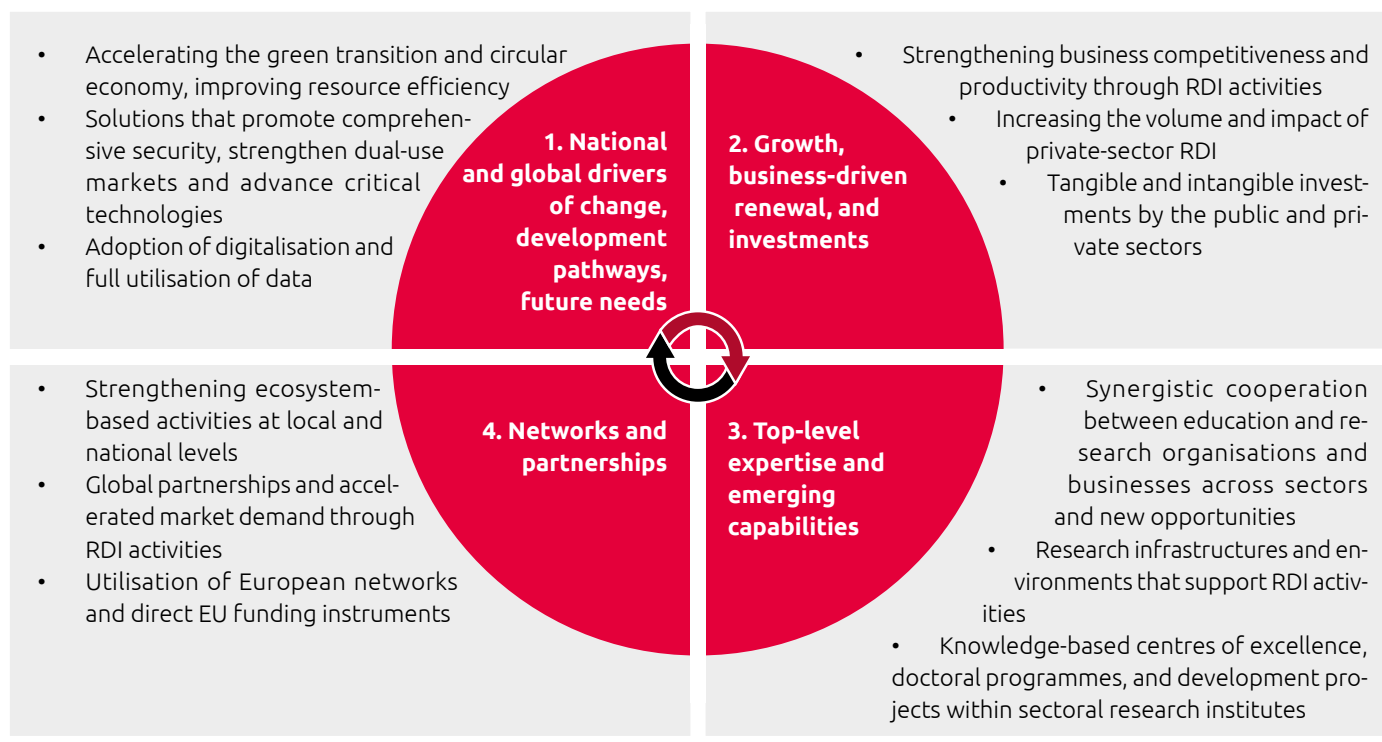 • Accelerating the green transition and circular
economy, improving resource efficiency
• Solutions that promote comprehen-
sive security, strengthen dual-use
markets and advance critical
technologies
• Adoption of digitalisation and
full utilisation of data
1. National
and global drivers
of change,
development
pathways,
future needs
2. Growth,
business-driven
renewal, and
investments
• Strengthening business competitiveness and
productivity through RDI activities
• Increasing the volume and impact of
private-sector RDI
• Tangible and intangible invest-
ments by the public and pri-
vate sectors
• Strengthening ecosystem-
based activities at local and
national levels
• Global partnerships and accel-
erated market demand through
RDI activities
• Utilisation of European networks
and direct EU funding instruments
4. Networks and
partnerships
3. Top-level
expertise and
emerging
capabilities
• Synergistic cooperation
between education and re-
search organisations and
businesses across sectors
and new opportunities
• Research infrastructures and en-
vironments that support RDI activ-
ities
• Knowledge-based centres of excellence,
doctoral programmes, and development pro-
jects within sectoral research institutes